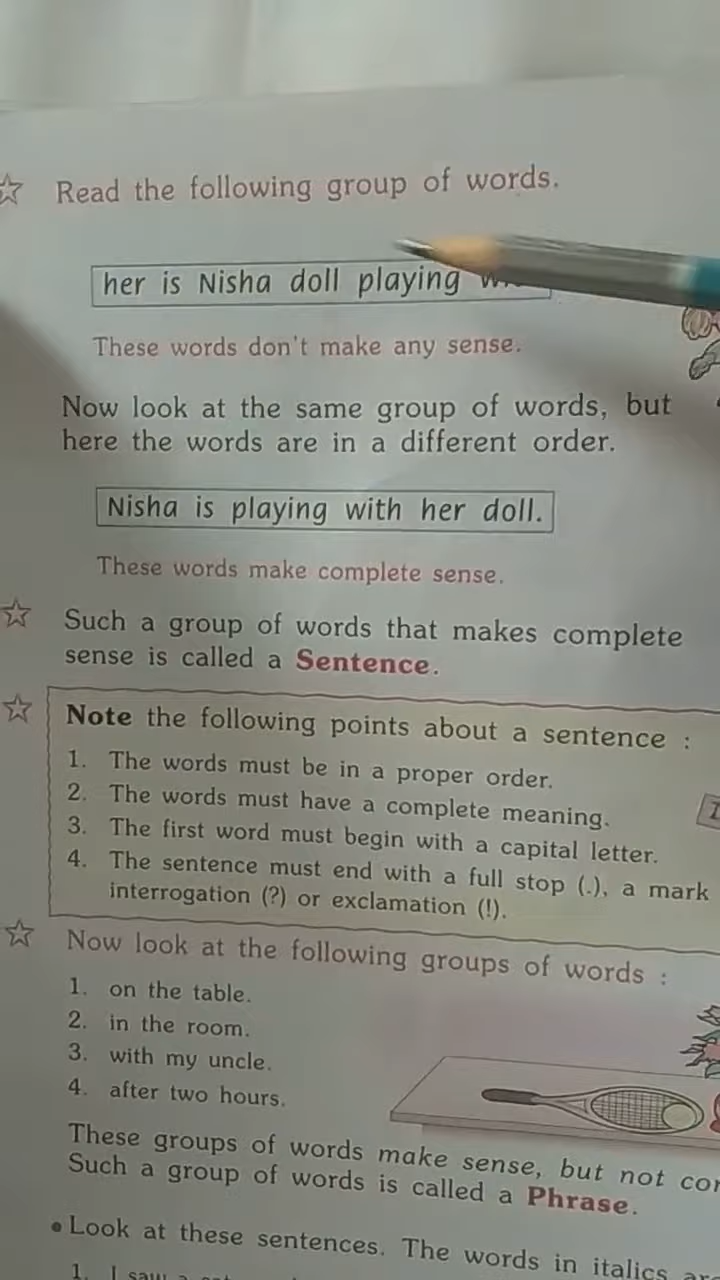 Read the following group of words.
her is Nisha doll playing
These words don't make any sense.
Now look at the same group of words, but
here the words are in a different order.
Nisha is playing with her doll.
These words make complete sense.
Such a group of words that makes complete
sense is called a Sentence.
Note the following points about a sentence :
1. The words must be in a proper order.
2. The words must have a complete meaning.
3. The first word must begin with a capital letter.
4. The sentence must end with a full stop (.), a mark
interrogation (?) or exclamation (!).
Now look at the following groups of words :
1. on the table.
2. in the room.
3. with my uncle.
4. after two hours.
These groups of words make sense, but not
Such a group of words is called a Phrase.
Look at these sentences. The words in italics
1. I saw a